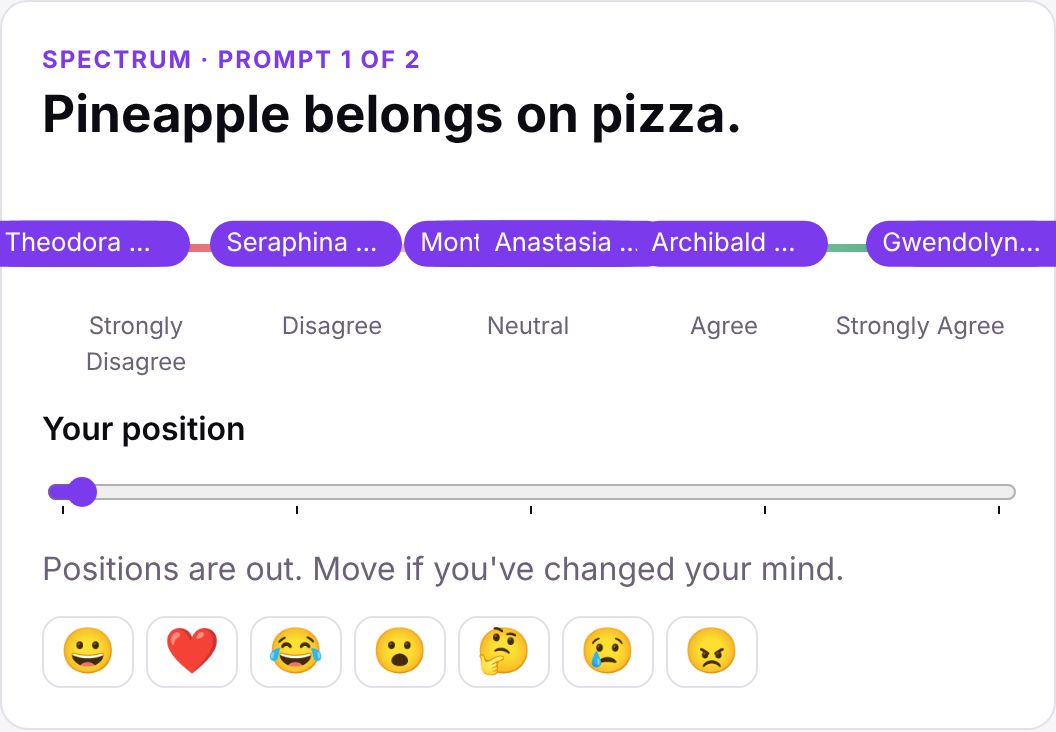 SPECTRUM · PROMPT 1 OF 2
Pineapple belongs on pizza.
Theodora ... Seraphina ... Mont Anastasia ... Archibald ... Gwendolyn...
Strongly Disagree Disagree Neutral Agree Strongly Agree
Your position
Positions are out. Move if you've changed your mind.